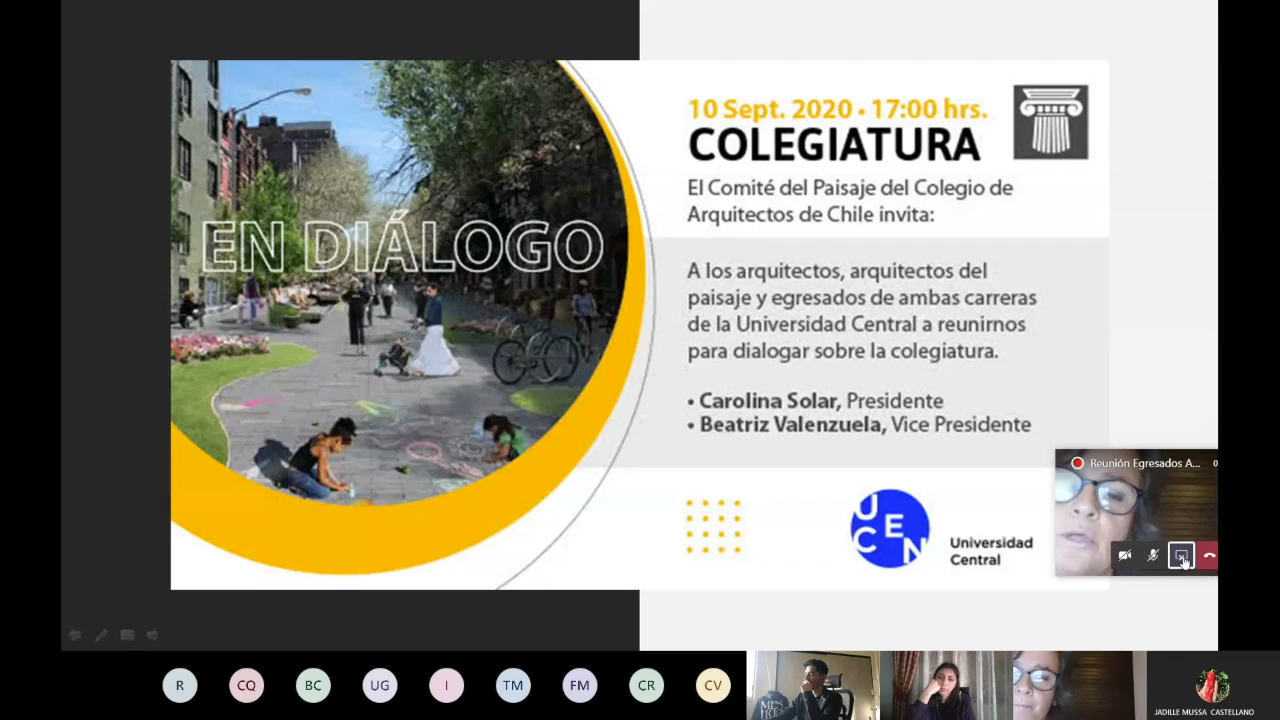 10 Sept. 2020 • 17:00 hrs.
COLEGIATURA
El Comité del Paisaje del Colegio de
Arquitectos de Chile invita:
EN DIÁLOGO
A los arquitectos, arquitectos del
paisaje y egresados de ambas carreras
de la Universidad Central a reunirnos
para dialogar sobre la colegiatura.
• Carolina Solar, Presidente
• Beatriz Valenzuela, Vice Presidente
Reunión Egresados A...
UCEN
Universidad
Central
R
CQ
BC
UG
I
TM
FM
CR
CV
JADILLE MUSSA CASTELLANO